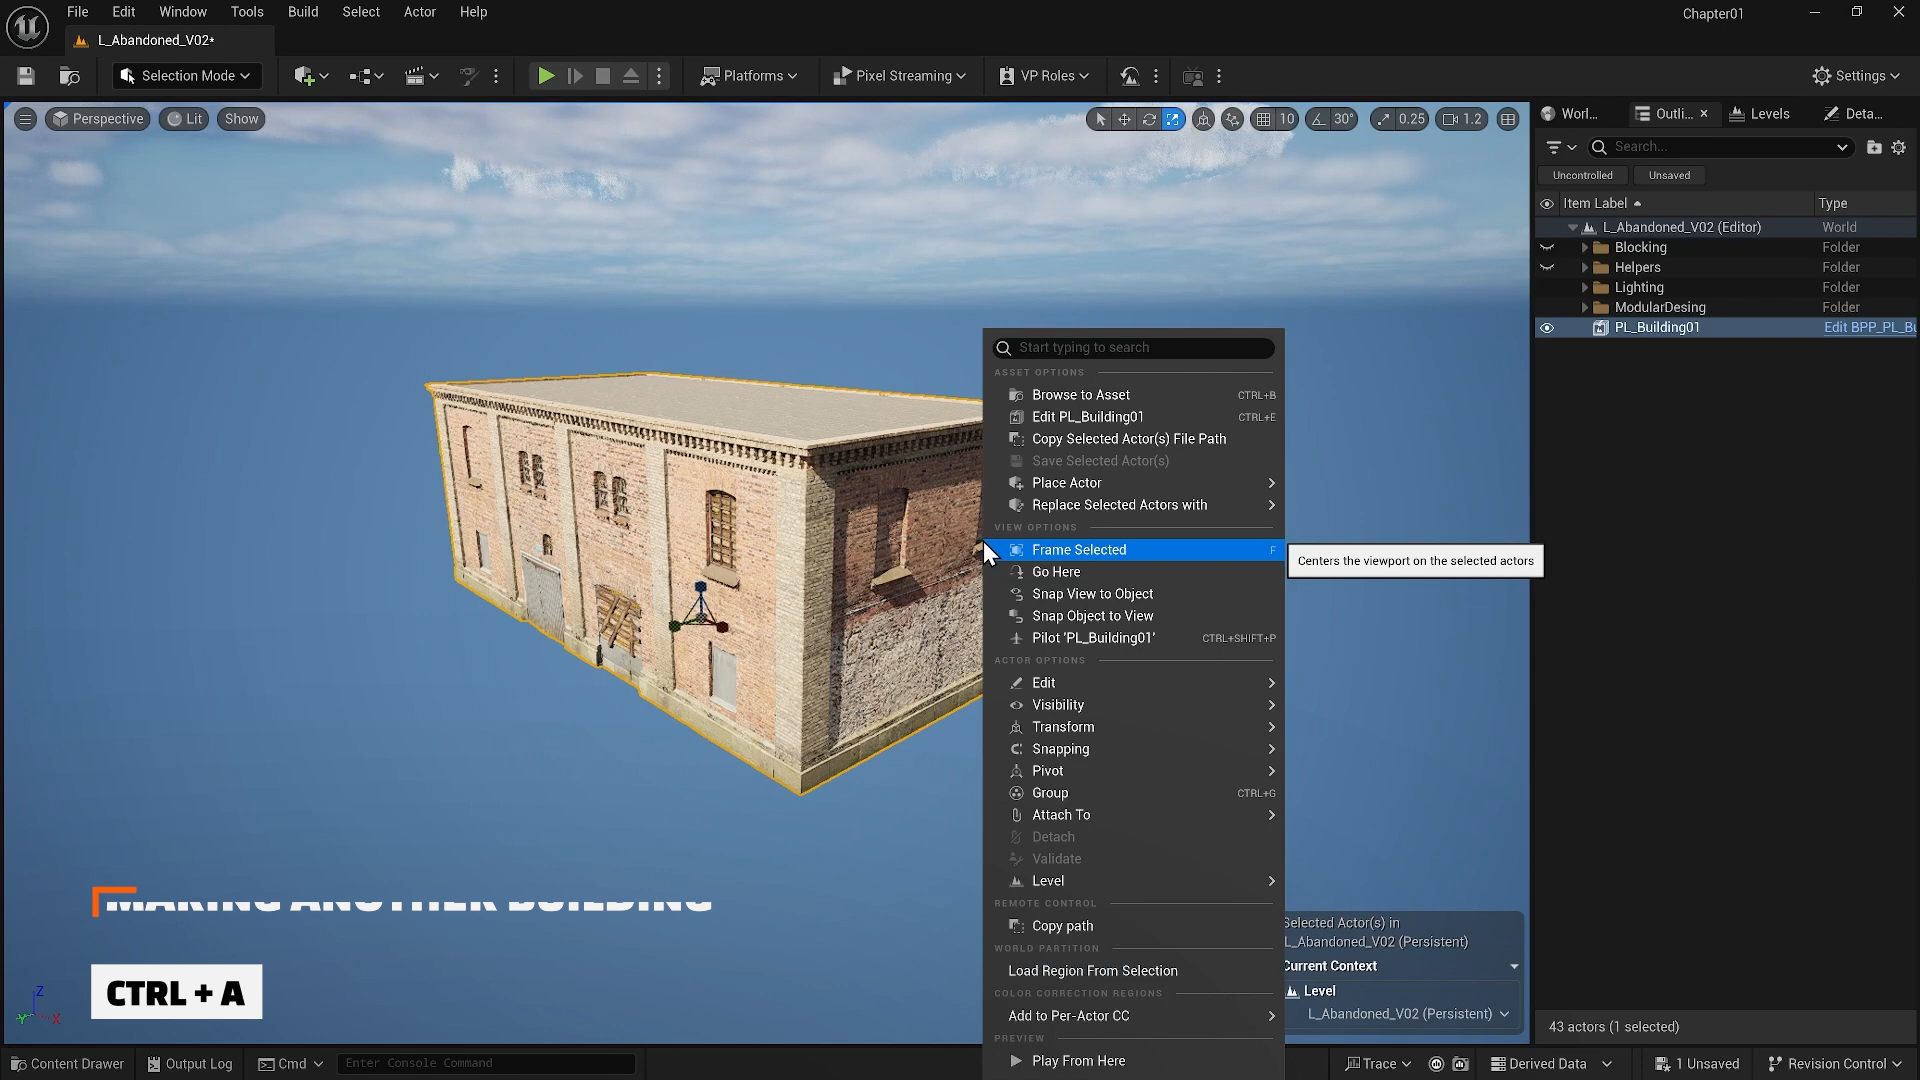 File Edit Window Tools Build Select Actor Help
Chapter01
L_Abandoned_V02*
Selection Mode
Platforms
Pixel Streaming
VP Roles
Settings
Perspective
Lit
Show
10
30°
0.25
1.2
Worl...
Outli...
Levels
Deta...
Search...
Uncontrolled
Unsaved
Item Label
Type
L_Abandoned_V02 (Editor) World
Blocking Folder
Helpers Folder
Lighting Folder
ModularDesing Folder
PL_Building01 Edit BPP_PL_Bu
Start typing to search
ASSET OPTIONS
Browse to Asset CTRL+B
Edit PL_Building01 CTRL+E
Copy Selected Actor(s) File Path
Save Selected Actor(s)
Place Actor
Replace Selected Actors with
VIEW OPTIONS
Frame Selected F
Centers the viewport on the selected actors
Go Here
Snap View to Object
Snap Object to View
Pilot 'PL_Building01' CTRL+SHIFT+P
ACTOR OPTIONS
Edit
Visibility
Transform
Snapping
Pivot
Group CTRL+G
Attach To
Detach
Validate
Level
REMOTE CONTROL
Copy path
WORLD PARTITION
Load Region From Selection
COLOR CORRECTION REGIONS
Add to Per-Actor CC
PREVIEW
Play From Here
MAKING ANOTHER BUILDING
CTRL + A
Z
Y X
Selected Actor(s) in
L_Abandoned_V02 (Persistent)
Current Context
Level
L_Abandoned_V02 (Persistent)
43 actors (1 selected)
Content Drawer
Output Log
Cmd
Enter Console Command
Trace
Derived Data
1 Unsaved
Revision Control